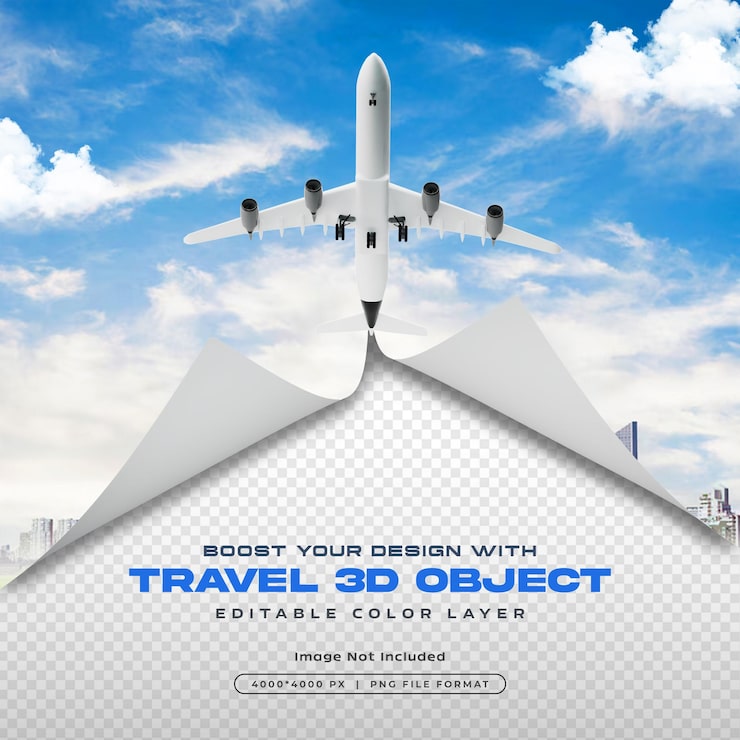 BOOST YOUR DESIGN WITH
TRAVEL 3D OBJECT
EDITABLE COLOR LAYER
Image Not Included
4000*4000 PX | PNG FILE FORMAT